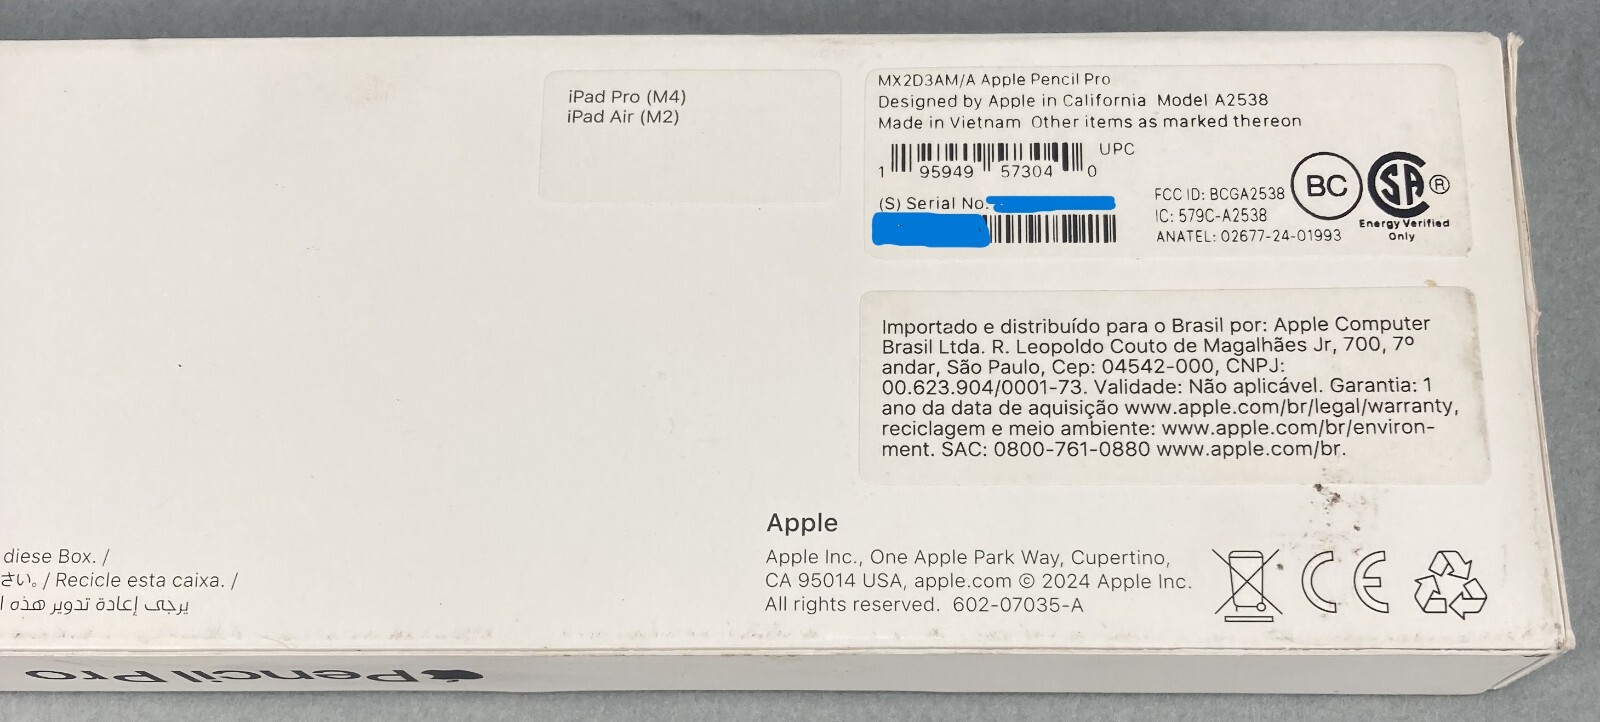 iPad Pro (M4)
iPad Air (M2)
MX2D3AM/A Apple Pencil Pro
Designed by Apple in California Model A2538
Made in Vietnam Other items as marked thereon
UPC
1 95949 57304 0
(S) Serial No.
FCC ID: BCGA2538
IC: 579C-A2538
ANATEL: 02677-24-01993
BC
SA ®
Energy Verified
Only
Importado e distribuído para o Brasil por: Apple Computer
Brasil Ltda. R. Leopoldo Couto de Magalhães Jr, 700, 7º
andar, São Paulo, Cep: 04542-000, CNPJ:
00.623.904/0001-73. Validade: Não aplicável. Garantia: 1
ano da data de aquisição www.apple.com/br/legal/warranty,
reciclagem e meio ambiente: www.apple.com/br/environ-
ment. SAC: 0800-761-0880 www.apple.com/br.
Apple
Apple Inc., One Apple Park Way, Cupertino,
CA 95014 USA, apple.com © 2024 Apple Inc.
All rights reserved. 602-07035-A
CE
diese Box. /
さい。/ Recicle esta caixa. /
يرجى إعادة تدوير هذه
Pencil Pro